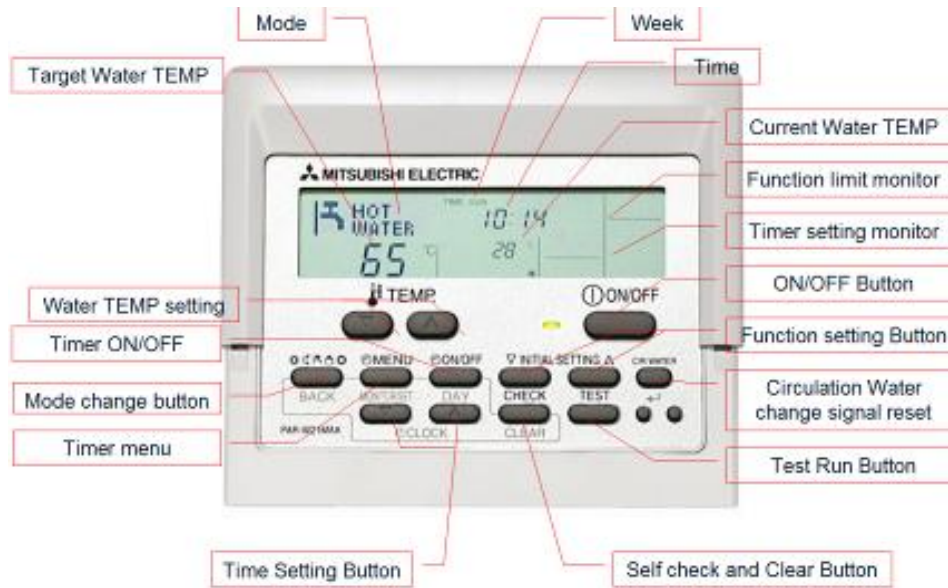 Mode
Week
Target Water TEMP
Time
Current Water TEMP
MITSUBISHI ELECTRIC
Function limit monitor
TIME SUN
HOT
WATER
10:14
Timer setting monitor
65 °C
28 °C
ON/OFF Button
Water TEMP setting
TEMP.
ON/OFF
Timer ON/OFF
Function setting Button
MENU
ON/OFF
INITIAL SETTING
CIR.WATER
Mode change button
BACK
DAY
CHECK
TEST
Circulation Water
change signal reset
Timer menu
CLOCK
CLEAR
Test Run Button
Time Setting Button
Self check and Clear Button